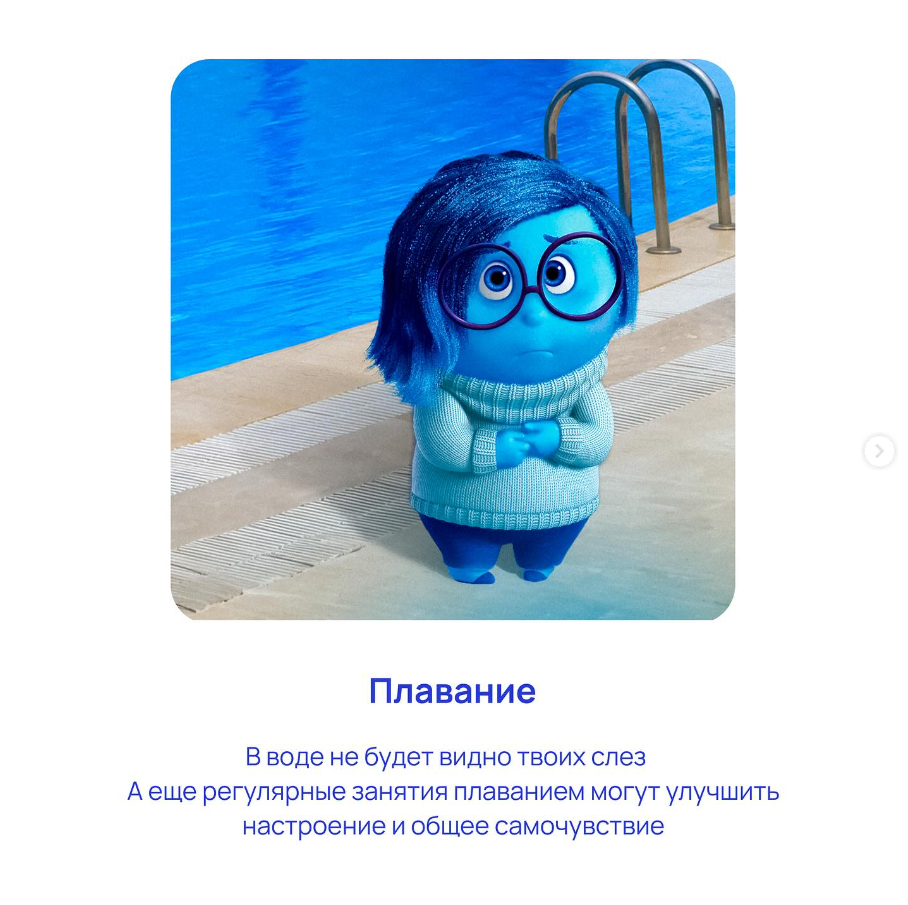 Плавание
В воде не будет видно твоих слез
А еще регулярные занятия плаванием могут улучшить
настроение и общее самочувствие